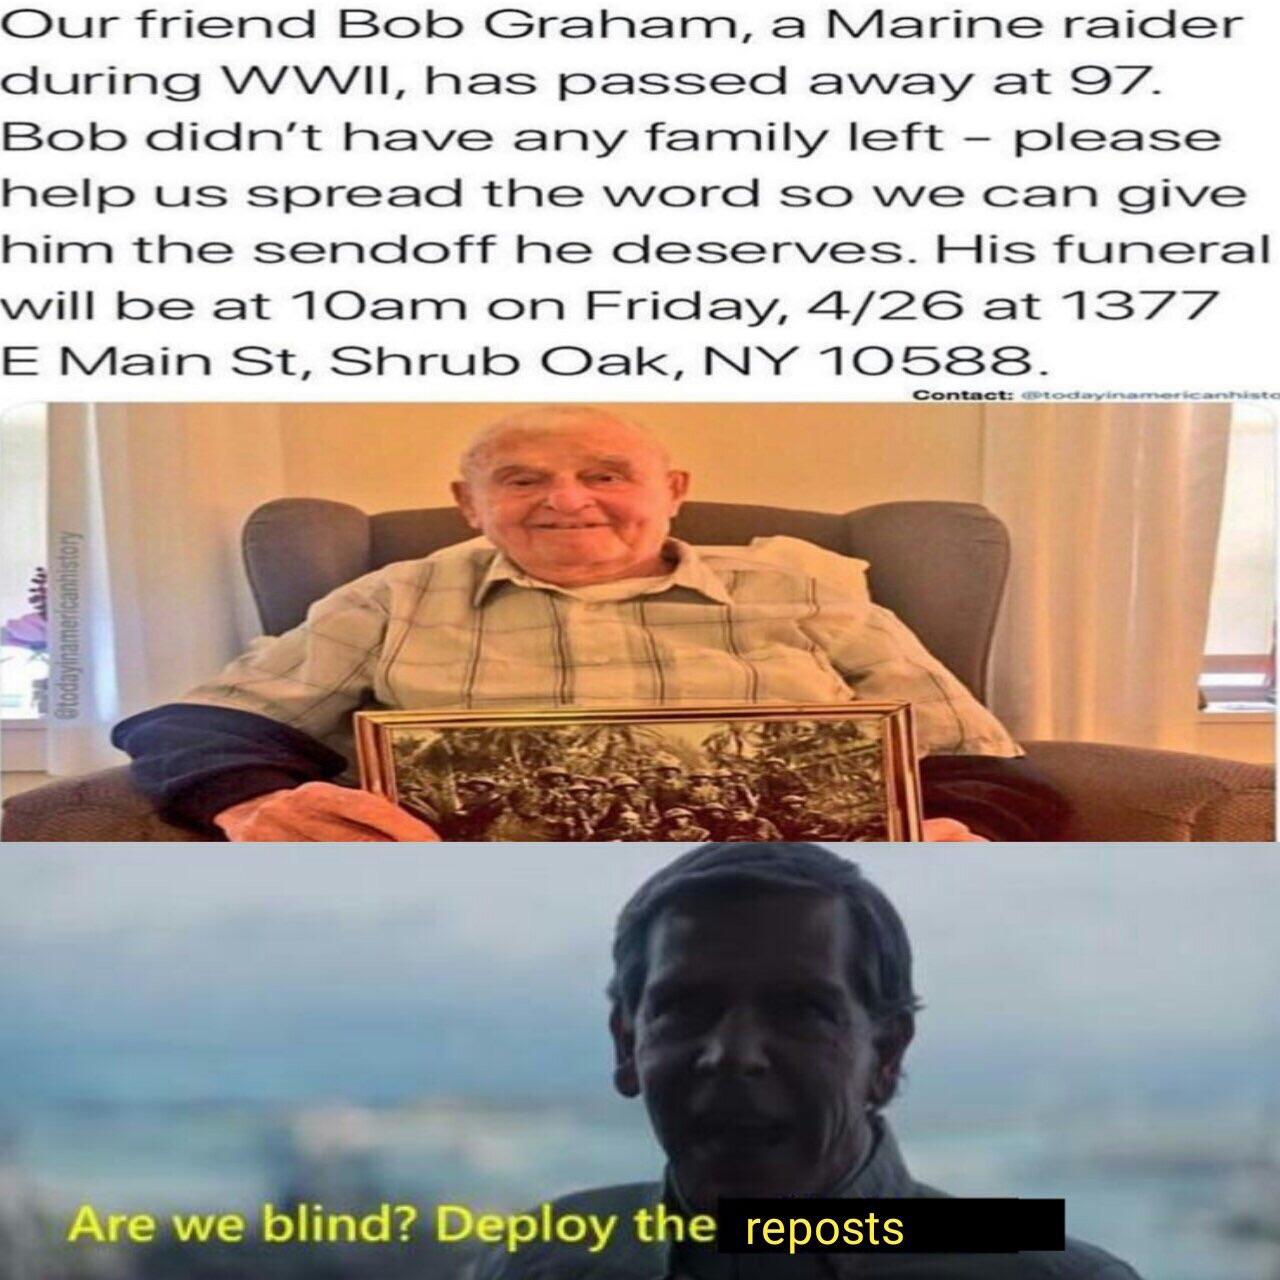 Our friend Bob Graham, a Marine raider
during WWII, has passed away at 97.
Bob didn't have any family left – please
help us spread the word so we can give
him the sendoff he deserves. His funeral
will be at 10am on Friday, 4/26 at 1377
E Main St, Shrub Oak, NY 10588.
Contact: @todayinamericanhisto
@todayinamericanhistory
Are we blind? Deploy the reposts